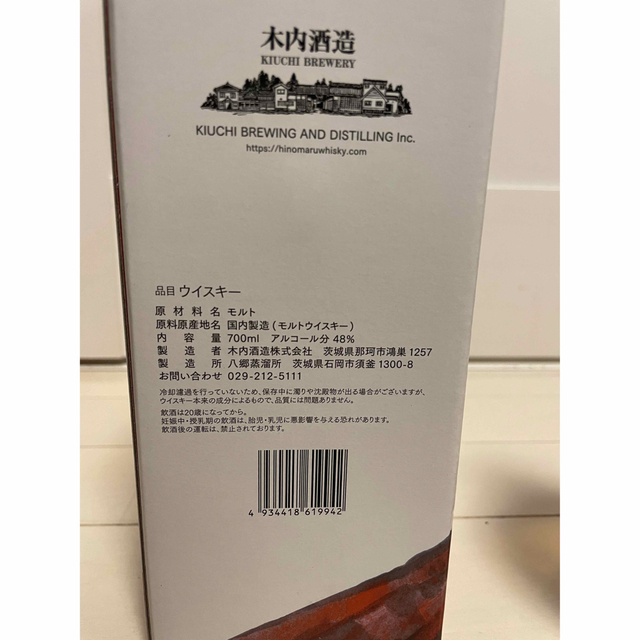 木内酒造
KIUCHI BREWERY
KIUCHI BREWING AND DISTILLING Inc.
https://hinomaruwhisky.com
品目 ウイスキー
原材料名 モルト
原料原産地名 国内製造(モルトウイスキー)
内容量 700ml アルコール分 48%
製造者 木内酒造株式会社 茨城県那珂市鴻巣1257
製造所 八郷蒸溜所 茨城県石岡市須釜1300-8
お問い合わせ 029-212-5111
冷却濾過を行っていないため、保存中に濁りや沈殿物が出る場合がございますが、
ウイスキー本来の成分によるもので、品質には問題ありません。
飲酒は20歳になってから。
妊娠中・授乳期の飲酒は、胎児・乳児に悪影響を与える恐れがあります。
飲酒後の運転は、禁止されております。
4 934418 619942